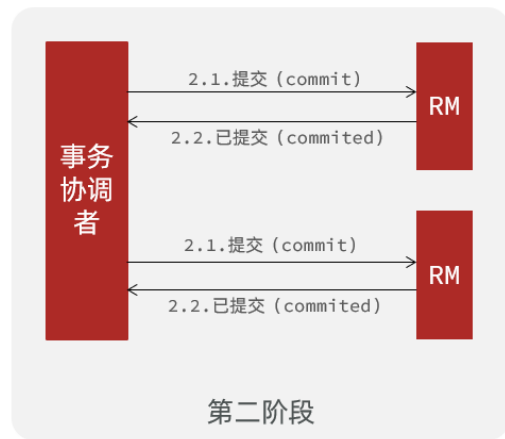 2.1.提交（commit）
RM
2.2.已提交（commited）
事务
协调
者
2.1.提交（commit）
RM
2.2.已提交（commited）
第二阶段